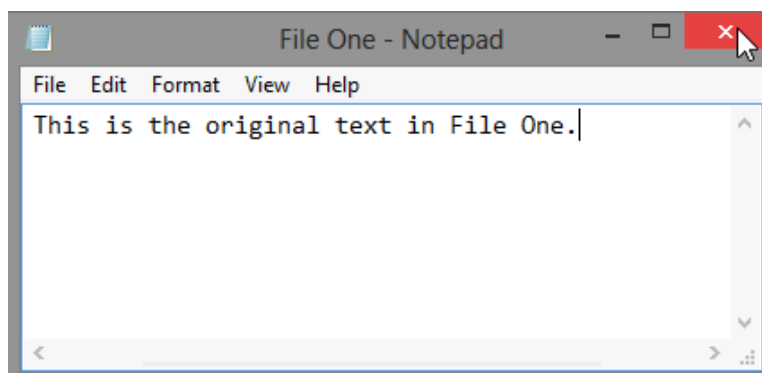 File One - Notepad
File Edit Format View Help
This is the original text in File One.